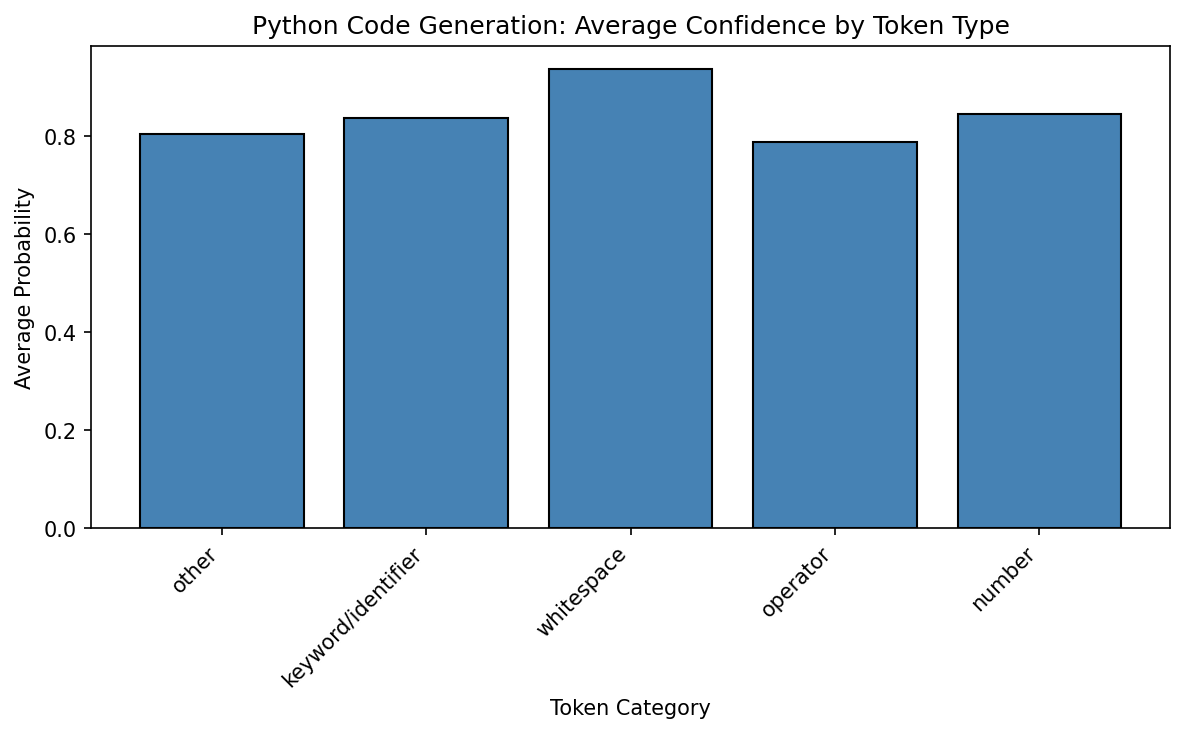 Python Code Generation: Average Confidence by Token Type
Average Probability
0.8
0.6
0.4
0.2
0.0
other
keyword/identifier
whitespace
operator
number
Token Category